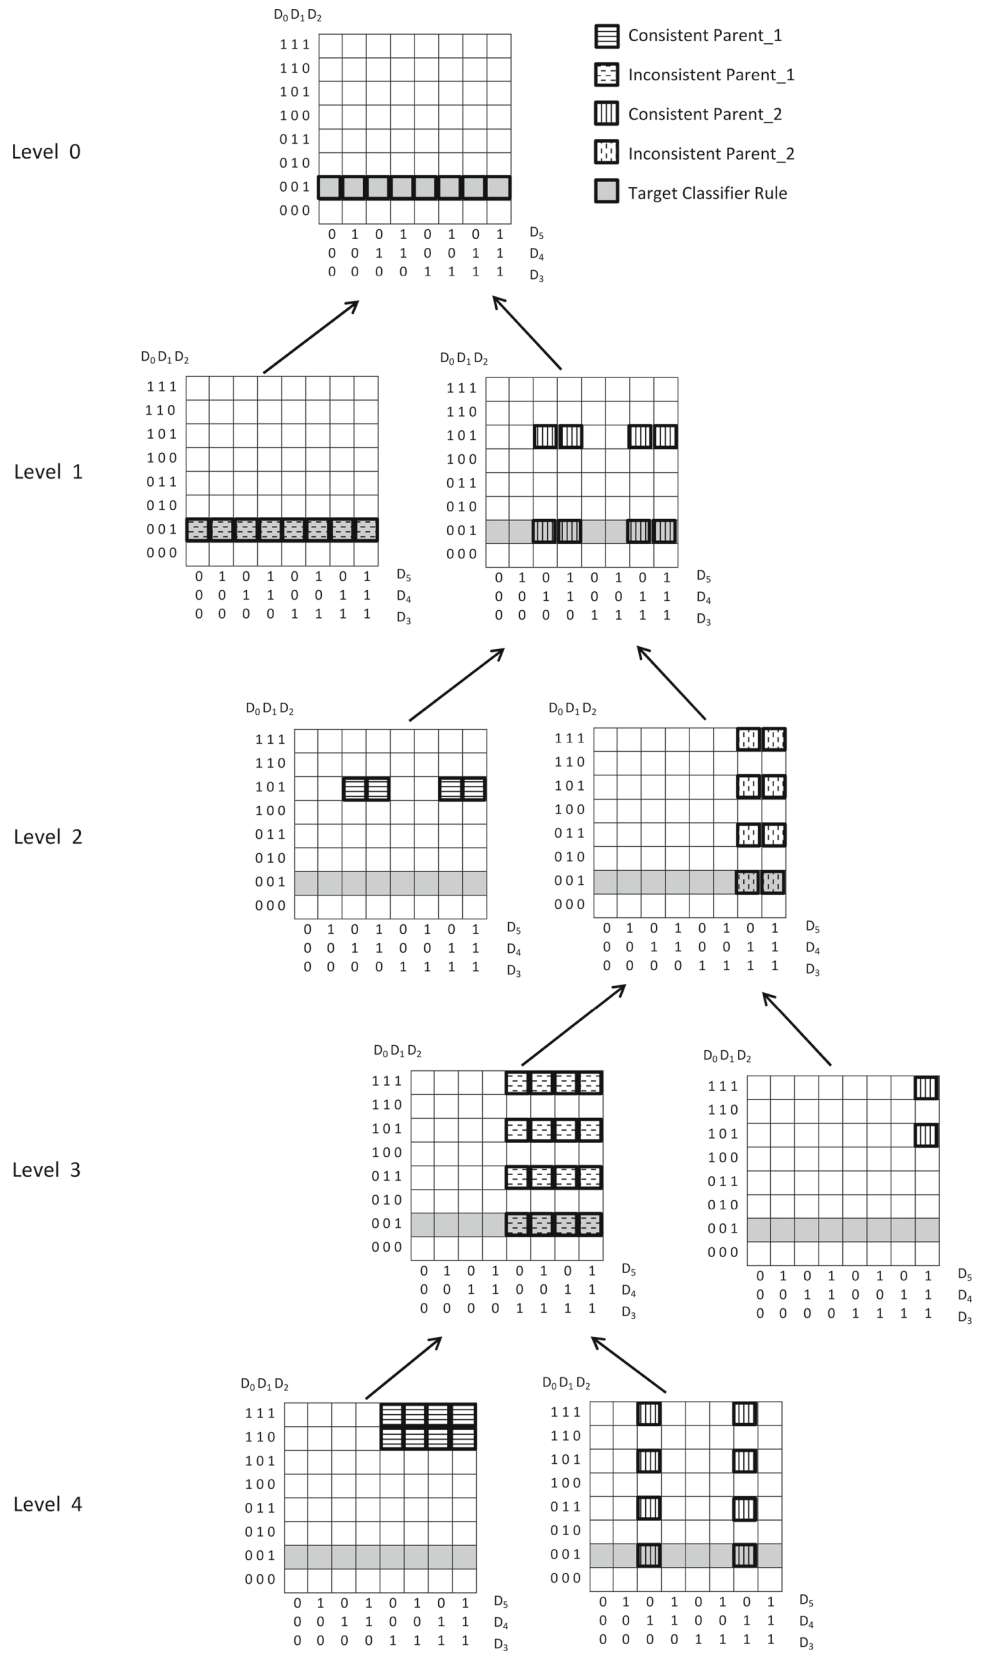 D₀ D₁ D₂
1 1 1
1 1 0
1 0 1
1 0 0
0 1 1
0 1 0
0 0 1
0 0 0
0 1 0 1 0 1 0 1 D₅
0 0 1 1 0 0 1 1 D₄
0 0 0 0 1 1 1 1 D₃
Consistent Parent_1
Inconsistent Parent_1
Consistent Parent_2
Inconsistent Parent_2
Target Classifier Rule
Level 0
D₀ D₁ D₂
1 1 1
1 1 0
1 0 1
1 0 0
0 1 1
0 1 0
0 0 1
0 0 0
0 1 0 1 0 1 0 1 D₅
0 0 1 1 0 0 1 1 D₄
0 0 0 0 1 1 1 1 D₃
D₀ D₁ D₂
1 1 1
1 1 0
1 0 1
1 0 0
0 1 1
0 1 0
0 0 1
0 0 0
0 1 0 1 0 1 0 1 D₅
0 0 1 1 0 0 1 1 D₄
0 0 0 0 1 1 1 1 D₃
Level 1
D₀ D₁ D₂
1 1 1
1 1 0
1 0 1
1 0 0
0 1 1
0 1 0
0 0 1
0 0 0
0 1 0 1 0 1 0 1 D₅
0 0 1 1 0 0 1 1 D₄
0 0 0 0 1 1 1 1 D₃
D₀ D₁ D₂
1 1 1
1 1 0
1 0 1
1 0 0
0 1 1
0 1 0
0 0 1
0 0 0
0 1 0 1 0 1 0 1 D₅
0 0 1 1 0 0 1 1 D₄
0 0 0 0 1 1 1 1 D₃
Level 2
D₀ D₁ D₂
1 1 1
1 1 0
1 0 1
1 0 0
0 1 1
0 1 0
0 0 1
0 0 0
0 1 0 1 0 1 0 1 D₅
0 0 1 1 0 0 1 1 D₄
0 0 0 0 1 1 1 1 D₃
D₀ D₁ D₂
1 1 1
1 1 0
1 0 1
1 0 0
0 1 1
0 1 0
0 0 1
0 0 0
0 1 0 1 0 1 0 1 D₅
0 0 1 1 0 0 1 1 D₄
0 0 0 0 1 1 1 1 D₃
Level 3
D₀ D₁ D₂
1 1 1
1 1 0
1 0 1
1 0 0
0 1 1
0 1 0
0 0 1
0 0 0
0 1 0 1 0 1 0 1 D₅
0 0 1 1 0 0 1 1 D₄
0 0 0 0 1 1 1 1 D₃
D₀ D₁ D₂
1 1 1
1 1 0
1 0 1
1 0 0
0 1 1
0 1 0
0 0 1
0 0 0
0 1 0 1 0 1 0 1 D₅
0 0 1 1 0 0 1 1 D₄
0 0 0 0 1 1 1 1 D₃
Level 4